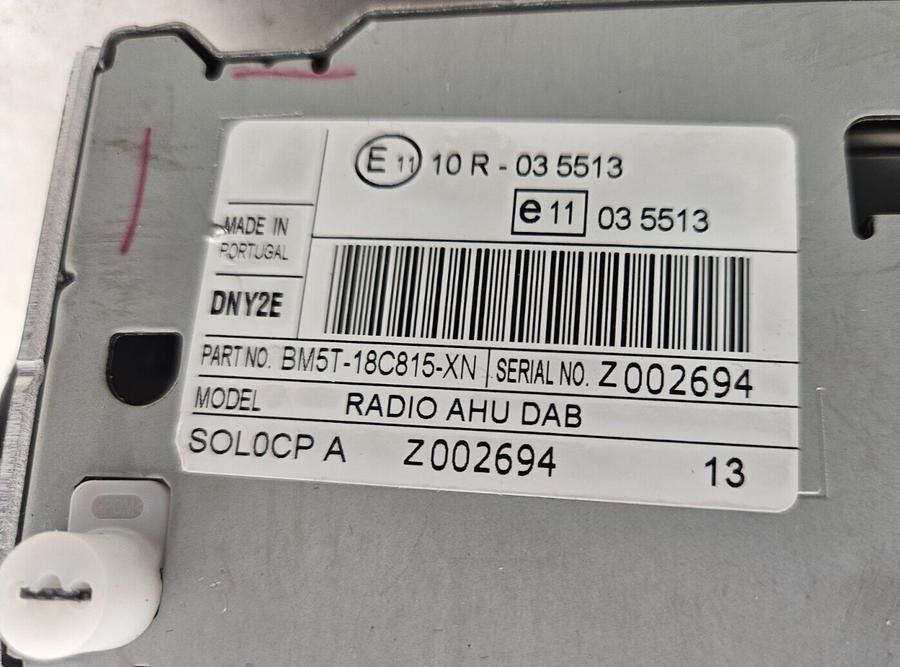 E 11 10 R - 03 5513
e 11 03 5513
MADE IN
PORTUGAL
DNY2E
PART NO. BM5T-18C815-XN SERIAL NO. Z002694
MODEL RADIO AHU DAB
SOL0CP A Z002694 13